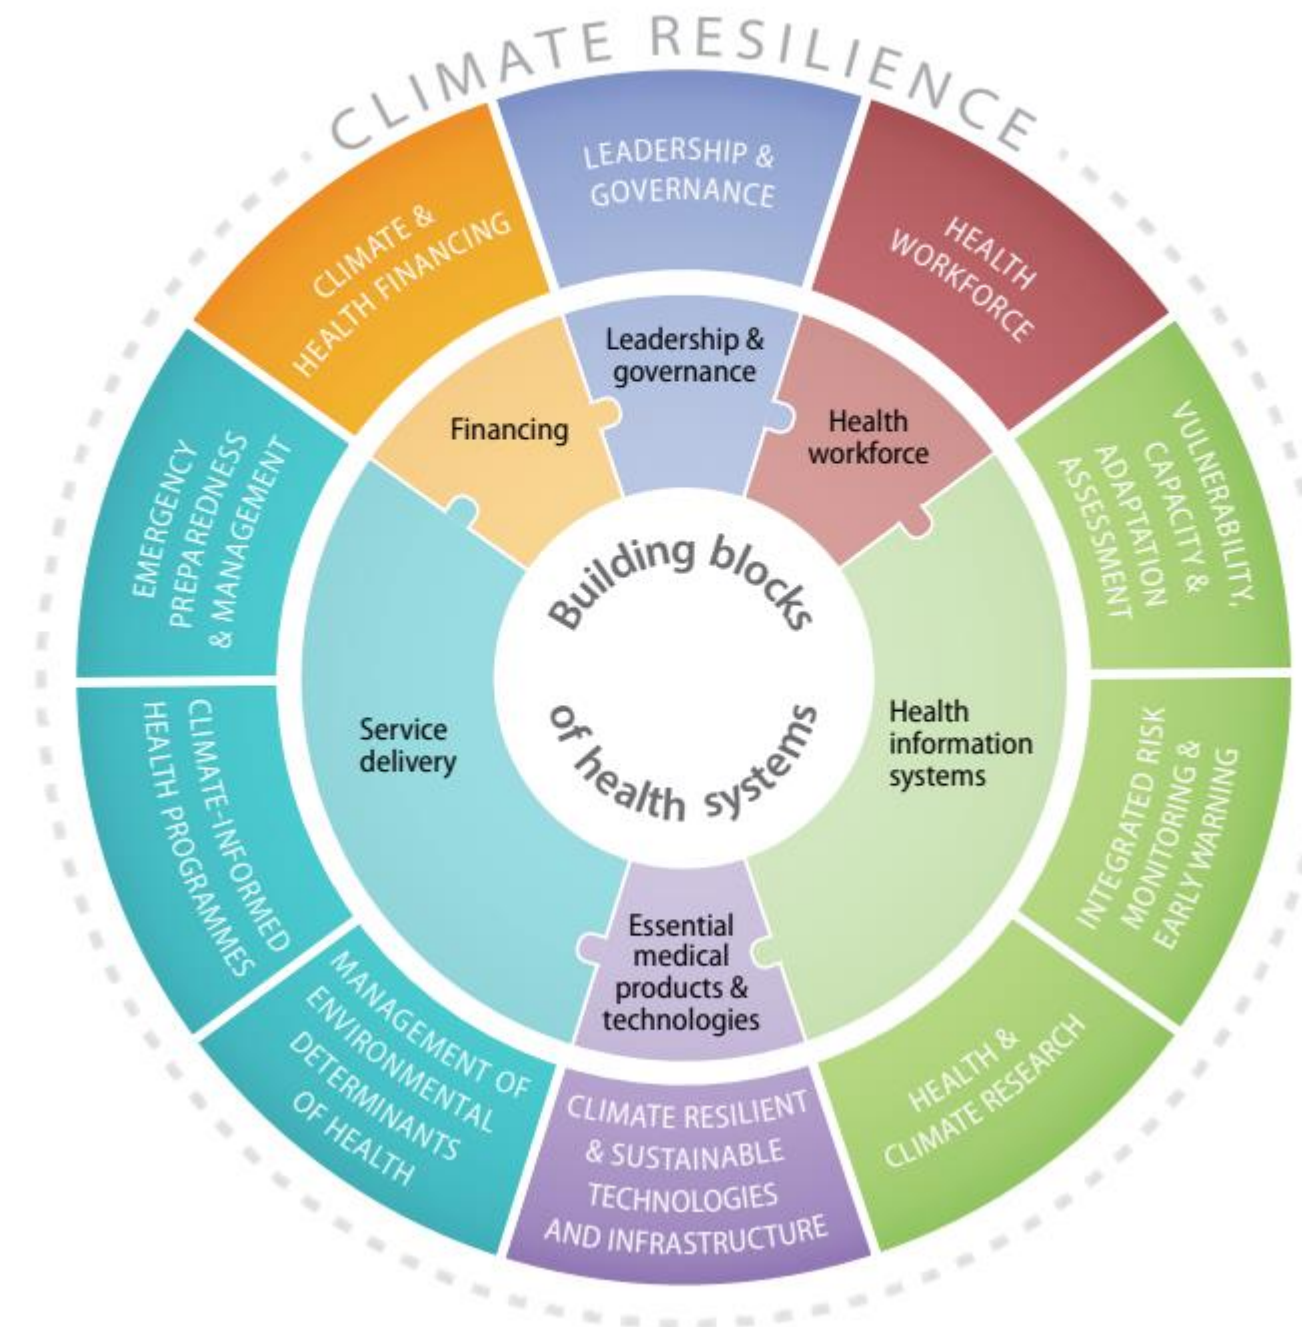 CLIMATE RESILIENCE
LEADERSHIP &
GOVERNANCE
HEALTH
WORKFORCE
VULNERABILITY,
CAPACITY &
ADAPTATION
ASSESSMENT
INTEGRATED RISK
MONITORING &
EARLY WARNING
HEALTH &
CLIMATE RESEARCH
CLIMATE RESILIENT
& SUSTAINABLE
TECHNOLOGIES
AND INFRASTRUCTURE
MANAGEMENT OF
ENVIRONMENTAL
DETERMINANTS
OF HEALTH
CLIMATE-INFORMED
HEALTH PROGRAMMES
EMERGENCY
PREPAREDNESS
& MANAGEMENT
CLIMATE &
HEALTH FINANCING
Leadership &
governance
Health
workforce
Health
information
systems
Essential
medical
products &
technologies
Service
delivery
Financing
Building blocks
of health systems